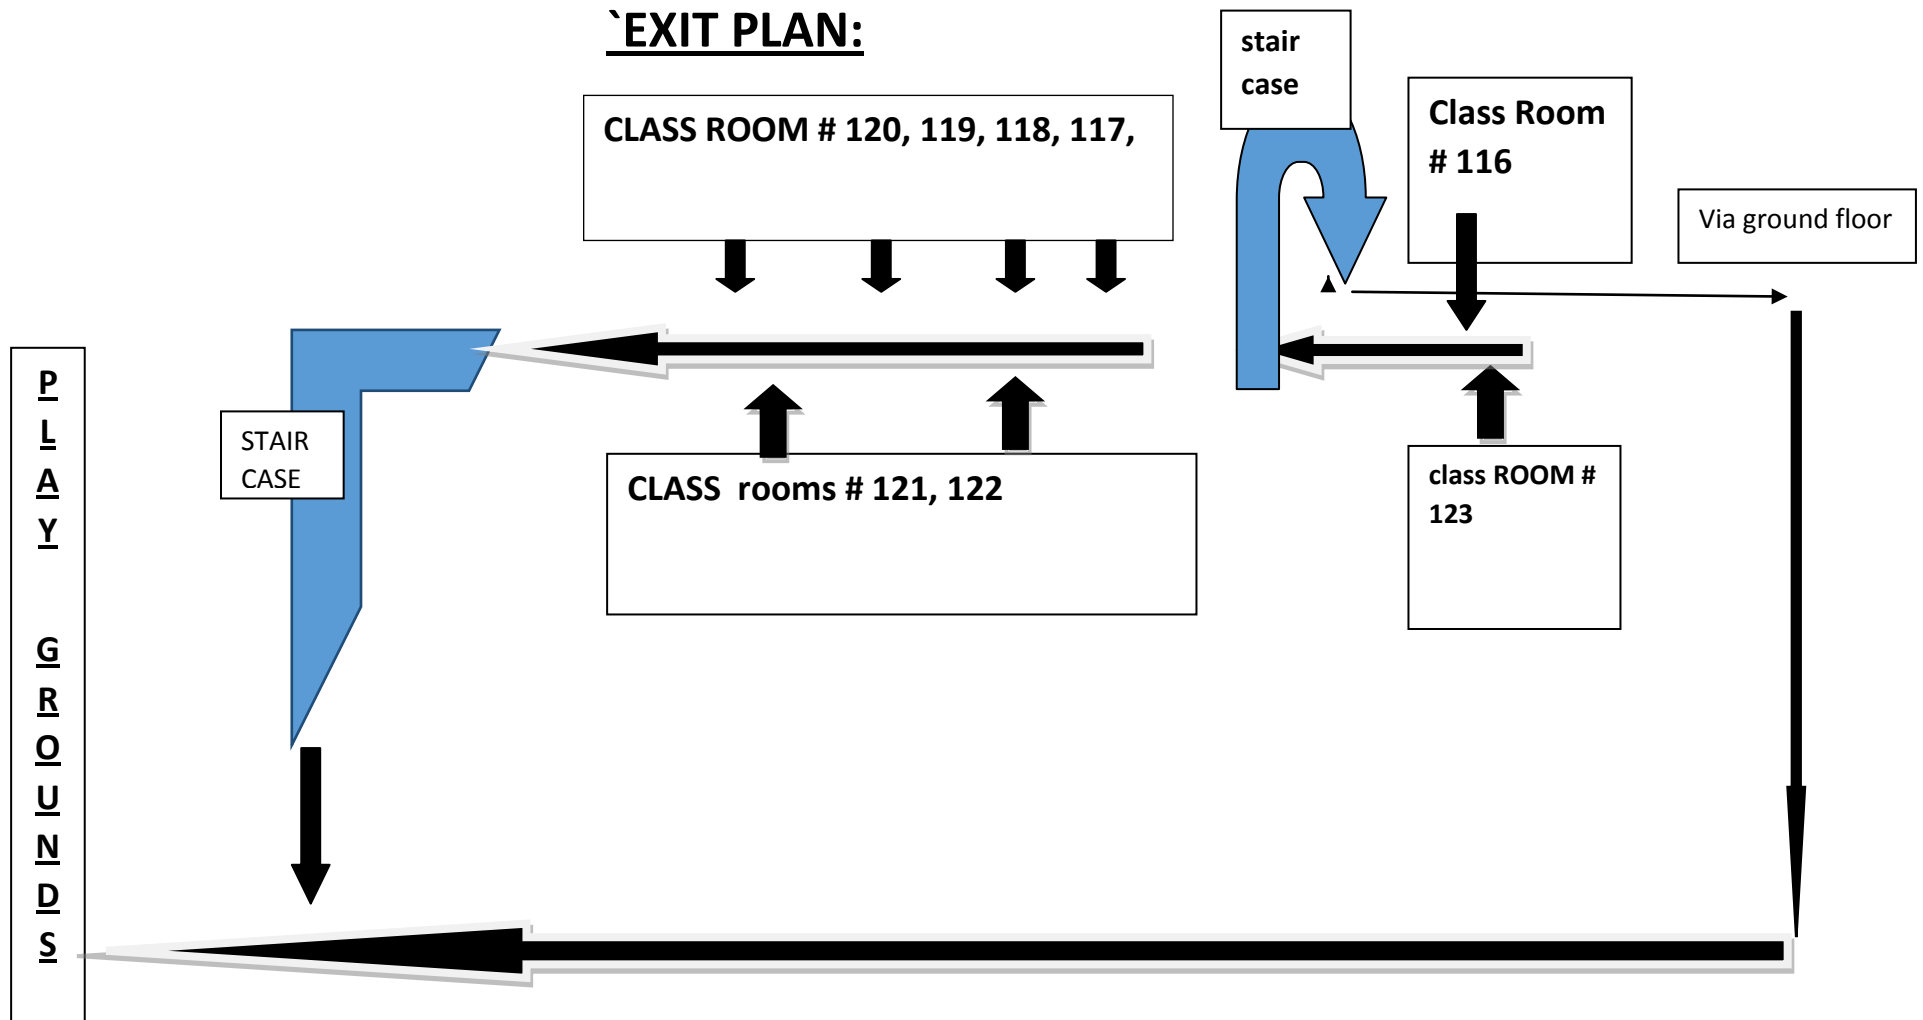 `EXIT PLAN:
stair
case
CLASS ROOM # 120, 119, 118, 117,
Class Room
# 116
Via ground floor
P
L
A
Y
G
R
O
U
N
D
S
STAIR
CASE
CLASS rooms # 121, 122
class ROOM #
123